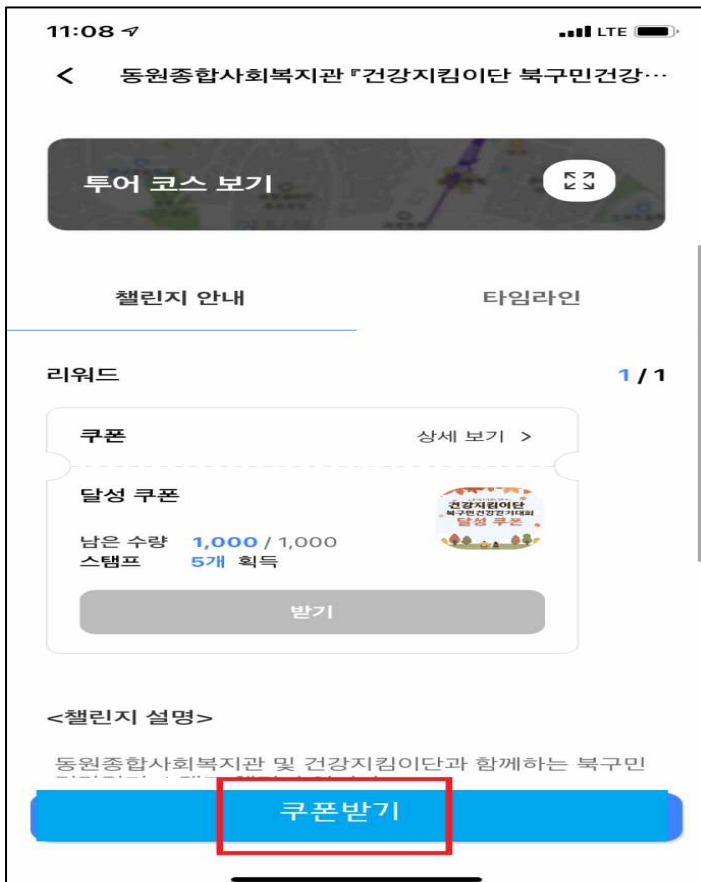 11:08
LTE
< 동원종합사회복지관『건강지킴이단 북구민건강…
투어 코스 보기
챌린지 안내
타임라인
리워드
1 / 1
쿠폰
상세 보기 >
달성 쿠폰
건강지킴이단
북구민건강걷기대회
달성 쿠폰
남은 수량 1,000 / 1,000
스탬프 5개 획득
받기
<챌린지 설명>
동원종합사회복지관 및 건강지킴이단과 함께하는 북구민
쿠폰받기